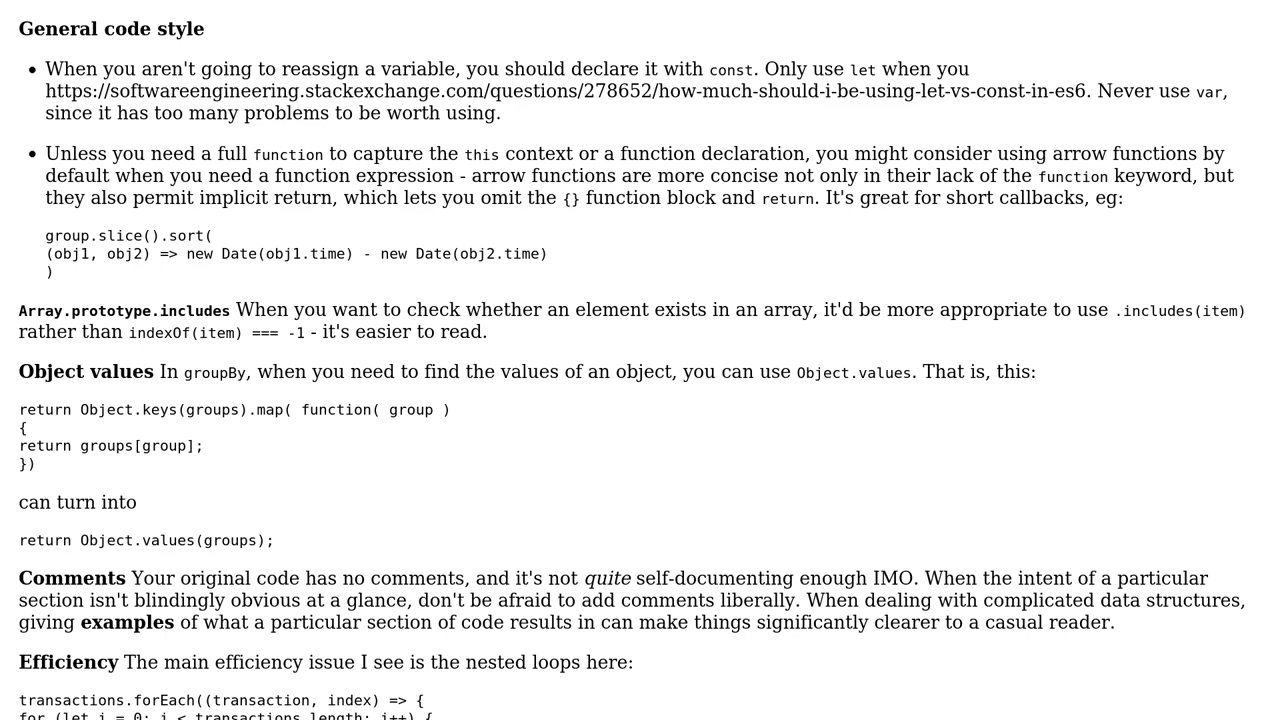 General code style
When you aren't going to reassign a variable, you should declare it with const. Only use let when you
https://softwareengineering.stackexchange.com/questions/278652/how-much-should-i-be-using-let-vs-const-in-es6. Never use var,
since it has too many problems to be worth using.
Unless you need a full function to capture the this context or a function declaration, you might consider using arrow functions by
default when you need a function expression - arrow functions are more concise not only in their lack of the function keyword, but
they also permit implicit return, which lets you omit the {} function block and return. It's great for short callbacks, eg:
group.slice().sort(
(obj1, obj2) => new Date(obj1.time) - new Date(obj2.time)
)
Array.prototype.includes When you want to check whether an element exists in an array, it'd be more appropriate to use .includes(item)
rather than indexOf(item) === -1 - it's easier to read.
Object values In groupBy, when you need to find the values of an object, you can use Object.values. That is, this:
return Object.keys(groups).map( function( group )
{
return groups[group];
})
can turn into
return Object.values(groups);
Comments Your original code has no comments, and it's not quite self-documenting enough IMO. When the intent of a particular
section isn't blindingly obvious at a glance, don't be afraid to add comments liberally. When dealing with complicated data structures,
giving examples of what a particular section of code results in can make things significantly clearer to a casual reader.
Efficiency The main efficiency issue I see is the nested loops here:
transactions.forEach((transaction, index) => {
for (let i = 0; i < transactions.length; i++) {